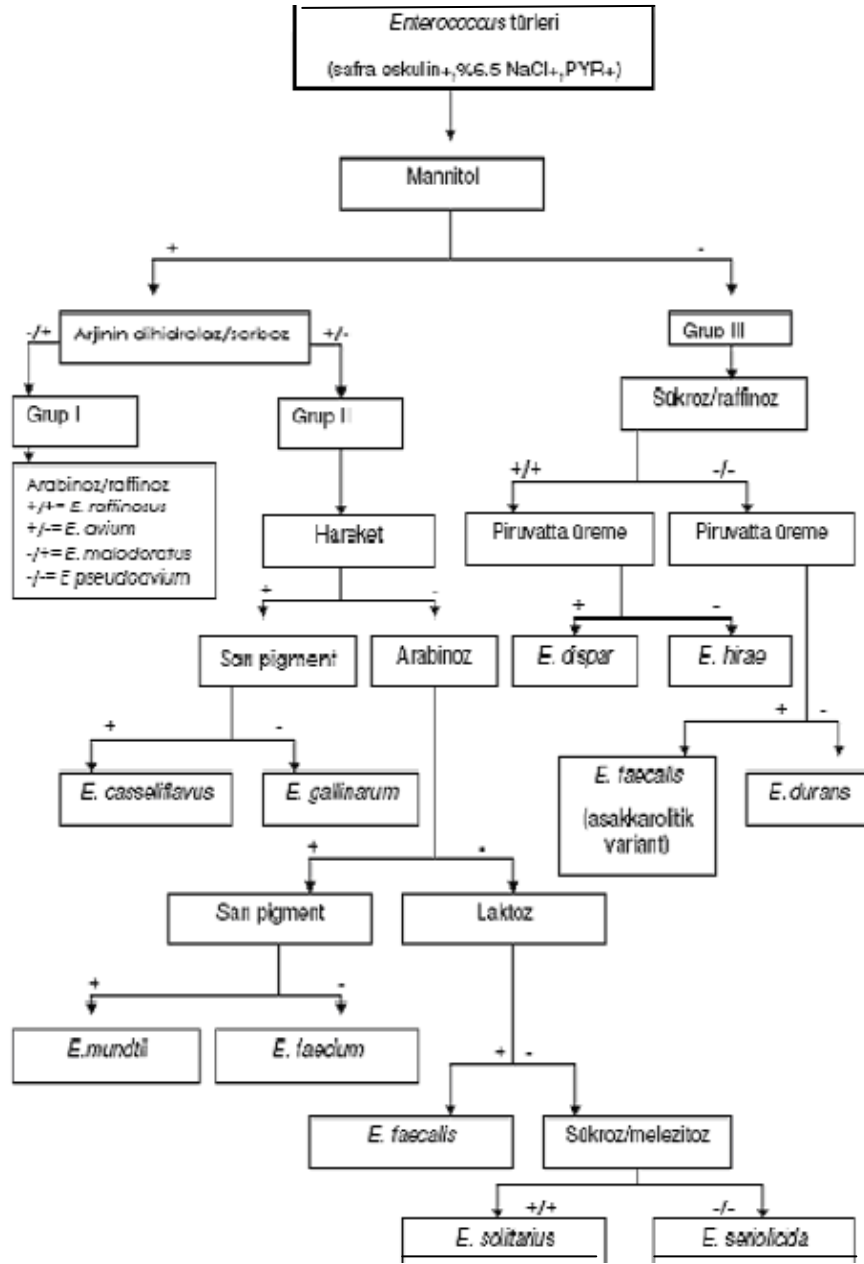 Enterococcus türleri
(safra eskulin+,%6.5 NaCl+,PYR+)
Mannitol
+ -
-/+ Arjinin dihidrolaz/sorboz +/-
Grup III
Grup I
Grup II
Sükroz/raffinoz
+/+ -/-
Arabinoz/raffinoz
+/+= E. raffinosus
+/-= E. avium
-/+= E. malodoratus
-/-= E pseudoavium
Hareket
Piruvatta üreme
Piruvatta üreme
+ -
+ -
Sarı pigment
Arabinoz
E. dispar
E. hirae
+ -
+ -
E. casseliflavus
E. gallinarum
E. faecalis
(asakkarolitik
variant)
E.durans
+ -
Sarı pigment
Laktoz
+ -
E.mundtii
E. faecium
+ -
E. faecalis
Sükroz/melezitoz
+/+ -/-
E. solitarius
E. seriolicida